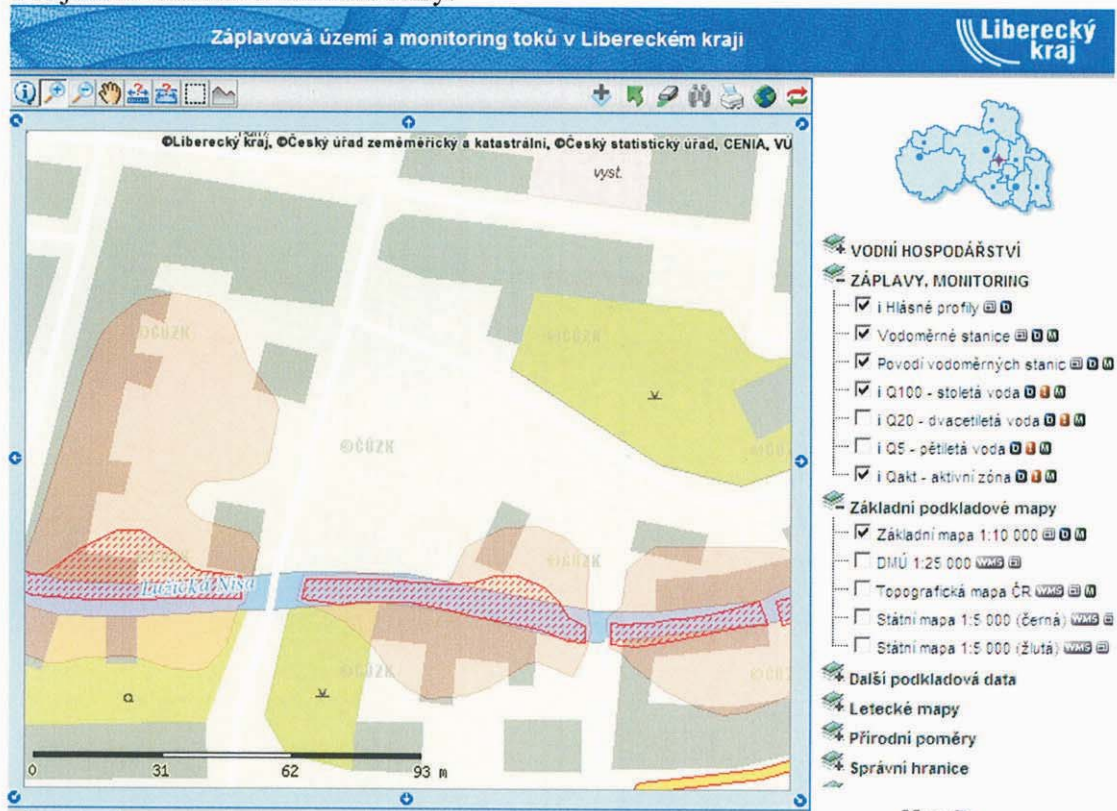 Záplavová území a monitoring toků v Libereckém kraji
Liberecký
kraj
©Liberecký kraj, ©Český úřad zeměměřický a katastrální, ©Český statistický úřad, CENIA, VÚ
vyst.
©ČÚZK
©ČÚZK
©ČÚZK
©ČÚZK
©ČÚZK
Lužická Nisa
a
0 31 62 93 m
VODNÍ HOSPODÁŘSTVÍ
ZÁPLAVY, MONITORING
i Hlásné profily
Vodoměrné stanice
Povodí vodoměrných stanic
i Q100 - stoletá voda
i Q20 - dvacetiletá voda
i Q5 - pětiletá voda
i Qakt - aktivní zóna
Základní podkladové mapy
Základní mapa 1:10 000
DMÚ 1:25 000 WMS
Topografická mapa ČR WMS
Státní mapa 1:5 000 (černá) WMS
Státní mapa 1:5 000 (žlutá) WMS
Další podkladová data
Letecké mapy
Přírodní poměry
Správní hranice